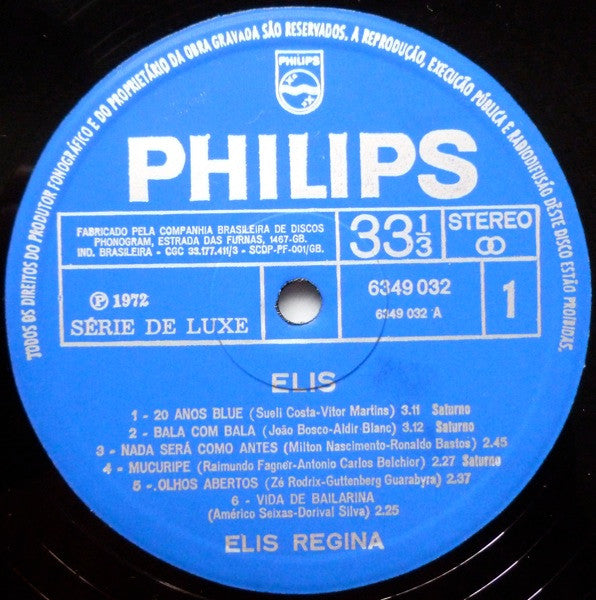 TODOS OS DIREITOS DO PRODUTOR FONOGRÁFICO E DO PROPRIETÁRIO DA OBRA GRAVADA SÃO RESERVADOS. A REPRODUÇÃO, EXECUÇÃO PÚBLICA E RADIODIFUSÃO DÊSTE DISCO ESTÃO PROIBIDAS.
PHILIPS
PHILIPS
FABRICADO PELA COMPANHIA BRASILEIRA DE DISCOS
PHONOGRAM, ESTRADA DAS FURNAS, 1467-GB.
IND. BRASILEIRA - CGC 33.177.411/3 - SCDP-PF-001/GB.
33 1/3
STEREO
℗ 1972
SÉRIE DE LUXE
6349 032
6349 032 A
1
ELIS
1 - 20 ANOS BLUE (Sueli Costa-Vitor Martins) 3.11 Saturno
2 - BALA COM BALA (João Bosco-Aldir Blanc) 3.12 Saturno
3 - NADA SERÁ COMO ANTES (Milton Nascimento-Ronaldo Bastos) 2.45
4 - MUCURIPE (Raimundo Fagner-Antonio Carlos Belchior) 2.27 Saturno
5 - OLHOS ABERTOS (Zé Rodrix-Guttenberg Guarabyra) 2.37
6 - VIDA DE BAILARINA
(Américo Seixas-Dorival Silva) 2.25
ELIS REGINA